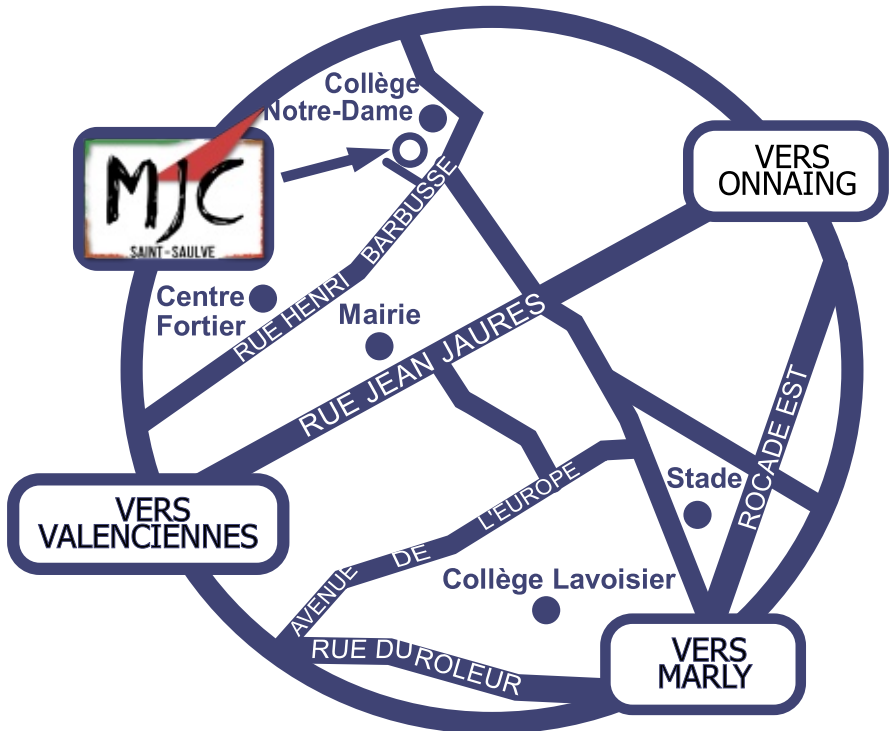 Collège
Notre-Dame
VERS
ONNAING
MJC
SAINT-SAULVE
RUE HENRI BARBUSSE
Centre
Fortier
Mairie
RUE JEAN JAURES
ROCADE EST
Stade
VERS
VALENCIENNES
AVENUE DE L'EUROPE
Collège Lavoisier
RUE DU ROLEUR
VERS
MARLY